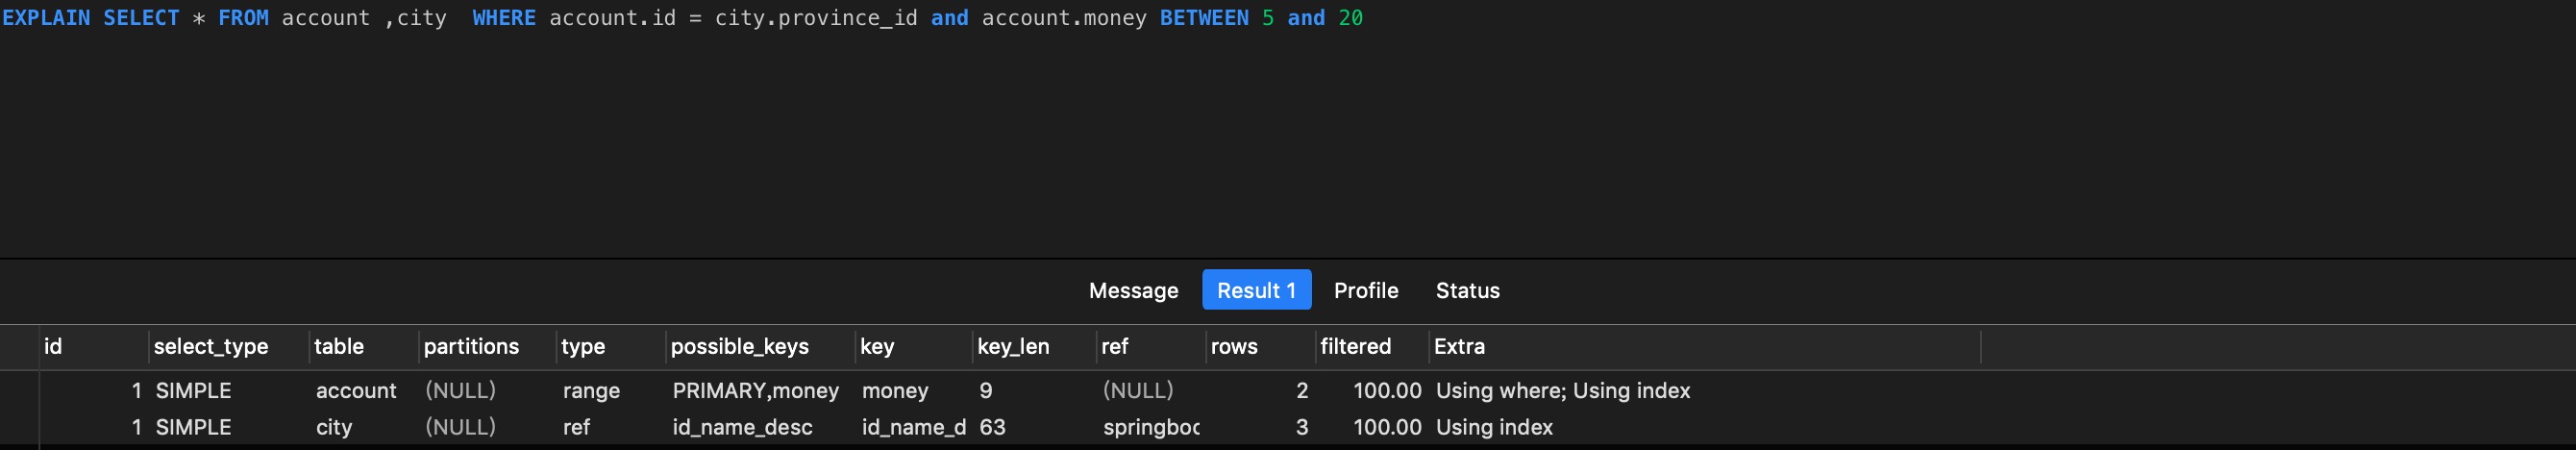 EXPLAIN SELECT * FROM account ,city  WHERE account.id = city.province_id and account.money BETWEEN 5 and 20
Message Result 1 Profile Status
id select_type table partitions type possible_keys key key_len ref rows filtered Extra
1 SIMPLE account (NULL) range PRIMARY,money money 9 (NULL) 2 100.00 Using where; Using index
1 SIMPLE city (NULL) ref id_name_desc id_name_d 63 springboc 3 100.00 Using index